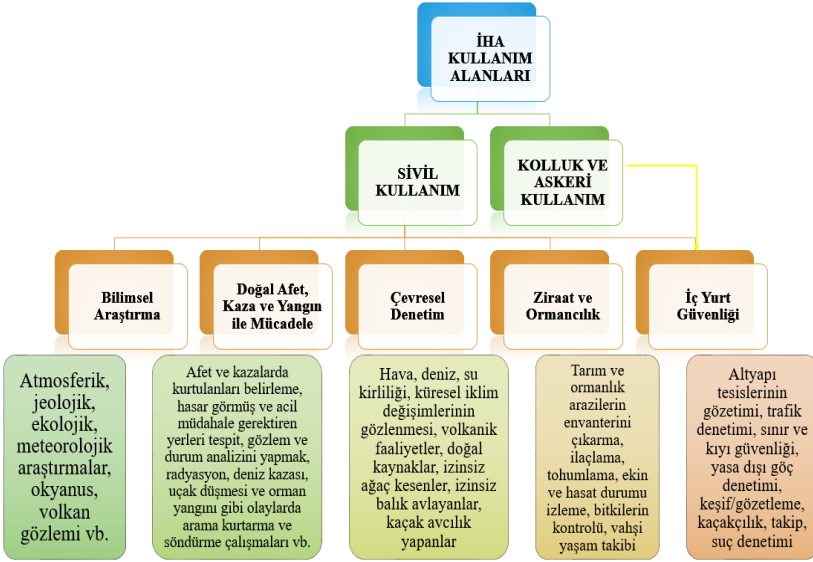 İHA
KULLANIM
ALANLARI
SİVİL
KULLANIM
KOLLUK VE
ASKERİ
KULLANIM
Bilimsel
Araştırma
Doğal Afet,
Kaza ve Yangın
ile Mücadele
Çevresel
Denetim
Ziraat ve
Ormancılık
İç Yurt
Güvenliği
Atmosferik,
jeolojik,
ekolojik,
meteorolojik
araştırmalar,
okyanus,
volkan
gözlemi vb.
Afet ve kazalarda
kurtulanları belirleme,
hasar görmüş ve acil
müdahale gerektiren
yerleri tespit, gözlem ve
durum analizini yapmak,
radyasyon, deniz kazası,
uçak düşmesi ve orman
yangını gibi olaylarda
arama kurtarma ve
söndürme çalışmaları vb.
Hava, deniz, su
kirliliği, küresel iklim
değişimlerinin
gözlenmesi, volkanik
faaliyetler, doğal
kaynaklar, izinsiz
ağaç kesenler, izinsiz
balık avlayanlar,
kaçak avcılık
yapanlar
Tarım ve
ormanlık
arazilerin
envanterini
çıkarma,
ilaçlama,
tohumlama, ekin
ve hasat durumu
izleme, bitkilerin
kontrolü, vahşi
yaşam takibi
Altyapı
tesislerinin
gözetimi, trafik
denetimi, sınır ve
kıyı güvenliği,
yasa dışı göç
denetimi,
keşif/gözetleme,
kaçakçılık, takip,
suç denetimi